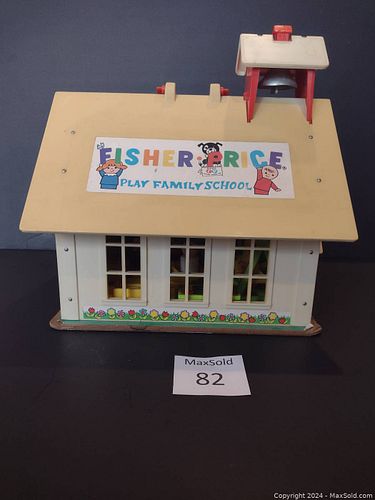 FISHER·PRICE®
PLAY FAMILY SCHOOL
MaxSold
82
Copyright © 2024 - MaxSold.com